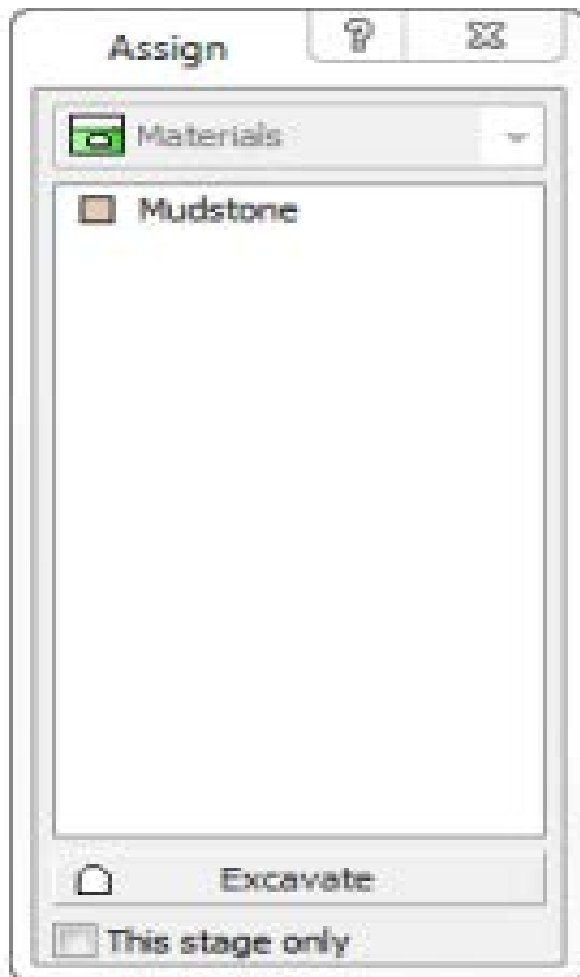 Assign
Materials
Mudstone
Excavate
This stage only